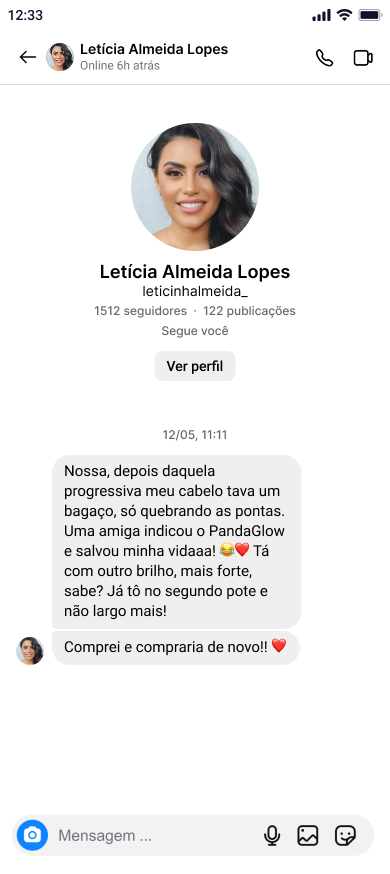 12:33
Letícia Almeida Lopes
Online 6h atrás
Letícia Almeida Lopes
leticinhalmeida_
1512 seguidores · 122 publicações
Segue você
Ver perfil
12/05, 11:11
Nossa, depois daquela
progressiva meu cabelo tava um
bagaço, só quebrando as pontas.
Uma amiga indicou o PandaGlow
e salvou minha vidaaa! 😂❤️ Tá
com outro brilho, mais forte,
sabe? Já tô no segundo pote e
não largo mais!
Comprei e compraria de novo!! ❤️
Mensagem ...